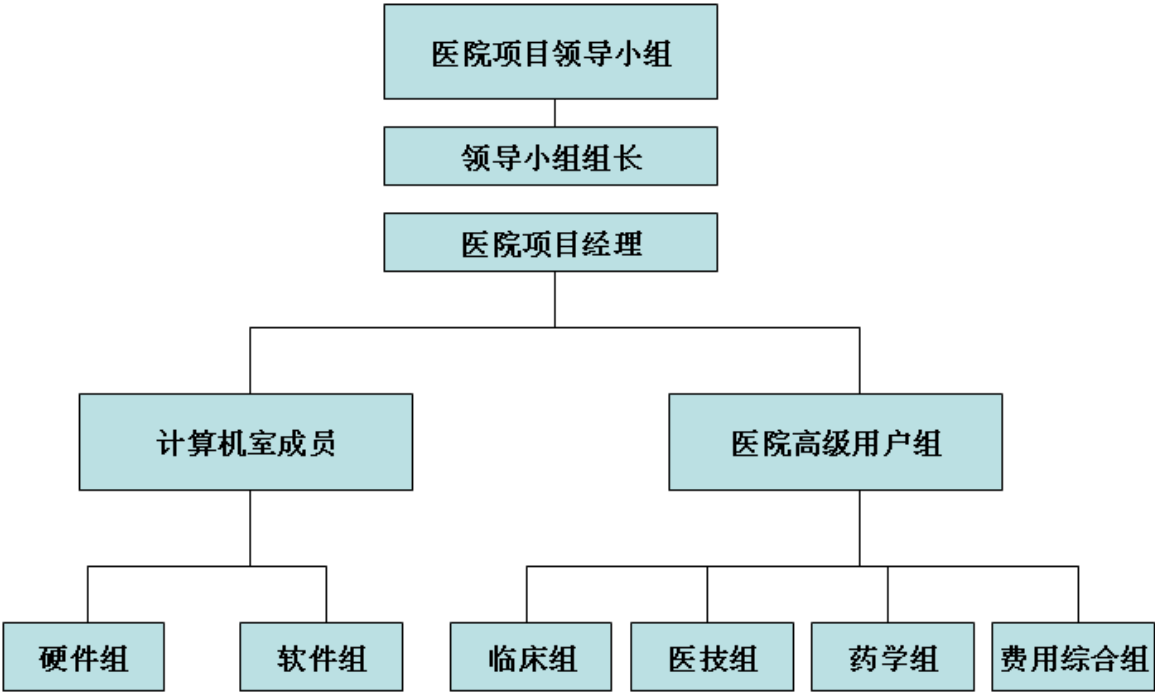 医院项目领导小组
领导小组组长
医院项目经理
计算机室成员
医院高级用户组
硬件组
软件组
临床组
医技组
药学组
费用综合组